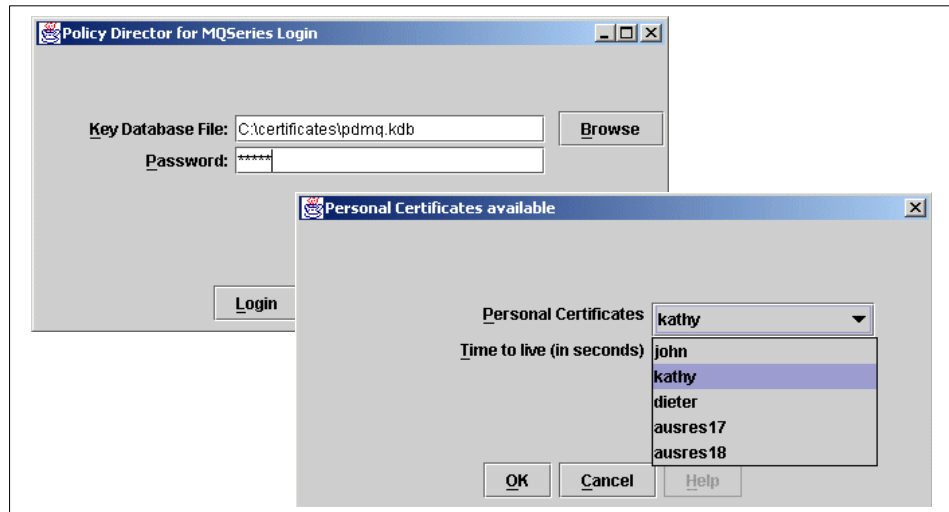 Policy Director for MQSeries Login
Key Database File: C:\certificates\pdmq.kdb Browse
Password: *****
Login
Personal Certificates available
Personal Certificates kathy
Time to live (in seconds) john
kathy
dieter
ausres17
ausres18
OK Cancel Help